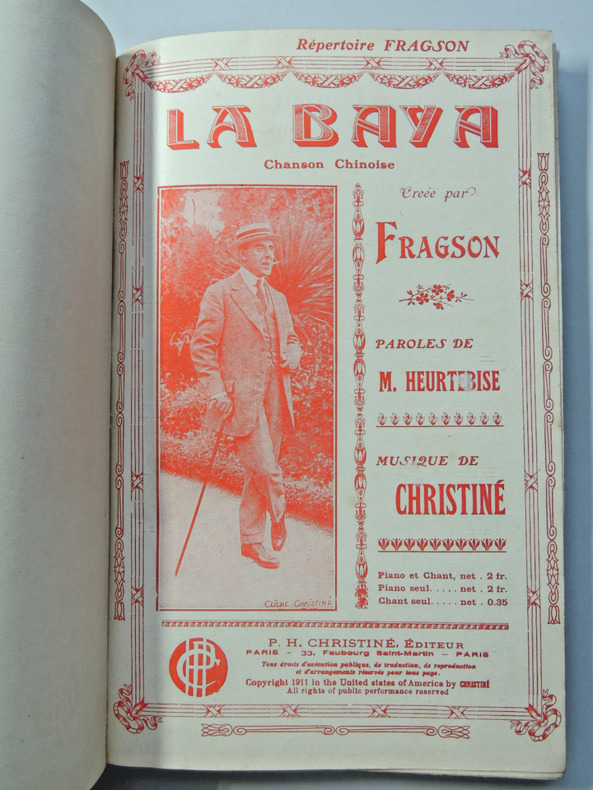 Répertoire FRAGSON
LA BAYA
Chanson Chinoise
Creée par
FRAGSON
PAROLES DE
M. HEURTEBISE
MUSIQUE DE
CHRISTINÉ
Piano et Chant, net . 2 fr.
Piano seul..... net . 2 fr.
Chant seul..... net . 0.35
Cliché CHRISTINÉ
P. H. CHRISTINÉ, ÉDITEUR
PARIS - 33, Faubourg Saint-Martin - PARIS
Tous droits d'exécution publique, de traduction, de reproduction
et d'arrangements réservés pour tous pays.
Copyright 1911 in the United states of America by CHRISTINÉ
All rights of public performance reserved